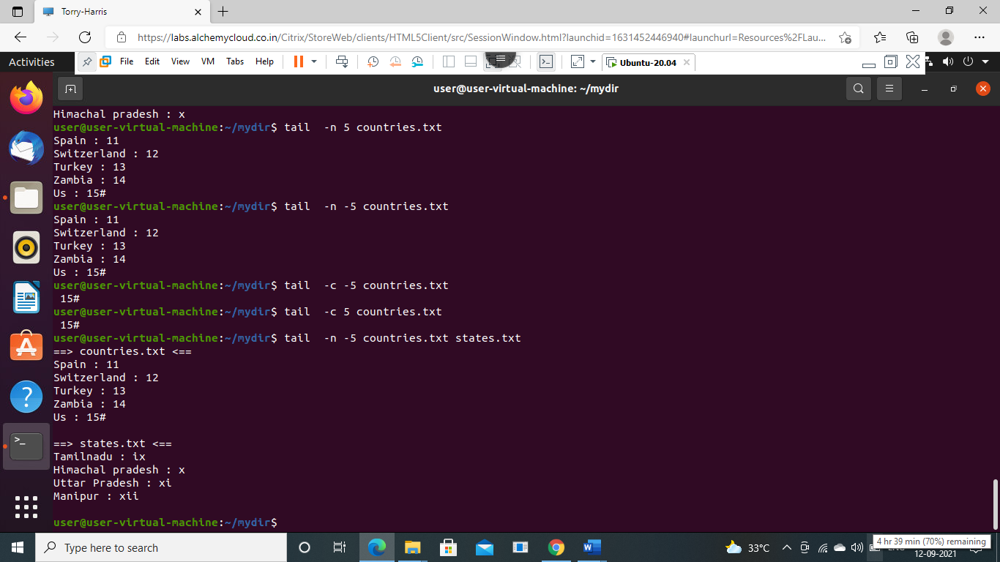 Torry-Harris
https://labs.alchemycloud.co.in/Citrix/StoreWeb/clients/HTML5Client/src/SessionWindow.html?launchid=1631452446940#launchurl=Resources%2FLau...
Activities
File Edit View VM Tabs Help
Ubuntu-20.04
user@user-virtual-machine: ~/mydir
Himachal pradesh : x
user@user-virtual-machine:~/mydir$ tail  -n 5 countries.txt
Spain : 11
Switzerland : 12
Turkey : 13
Zambia : 14
Us : 15#
user@user-virtual-machine:~/mydir$ tail  -n -5 countries.txt
Spain : 11
Switzerland : 12
Turkey : 13
Zambia : 14
Us : 15#
user@user-virtual-machine:~/mydir$ tail  -c -5 countries.txt
 15#
user@user-virtual-machine:~/mydir$ tail  -c 5 countries.txt
 15#
user@user-virtual-machine:~/mydir$ tail  -n -5 countries.txt states.txt
==> countries.txt <==
Spain : 11
Switzerland : 12
Turkey : 13
Zambia : 14
Us : 15#

==> states.txt <==
Tamilnadu : ix
Himachal pradesh : x
Uttar Pradesh : xi
Manipur : xii

user@user-virtual-machine:~/mydir$
Type here to search
33°C
4 hr 39 min (70%) remaining
12-09-2021